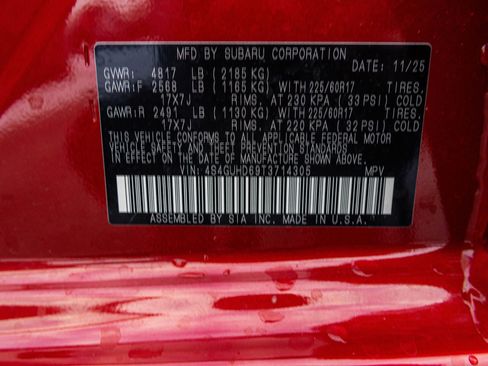 MFD BY SUBARU CORPORATION
DATE: 11/25
GVWR: 4817 LB (2185 KG)
GAWR:F 2568 LB (1165 KG) WITH 225/60R17 TIRES,
17X7J RIMS, AT 230 KPA (33 PSI) COLD
GAWR:R 2491 LB (1130 KG) WITH 225/60R17 TIRES,
17X7J RIMS, AT 220 KPA (32 PSI) COLD
THIS VEHICLE CONFORMS TO ALL APPLICABLE FEDERAL MOTOR
VEHICLE SAFETY AND THEFT PREVENTION STANDARDS IN
EFFECT ON THE DATE OF MANUFACTURE SHOWN ABOVE.
VIN: 4S4GUHD69T3714305 MPV
ASSEMBLED BY SIA INC. MADE IN U.S.A.